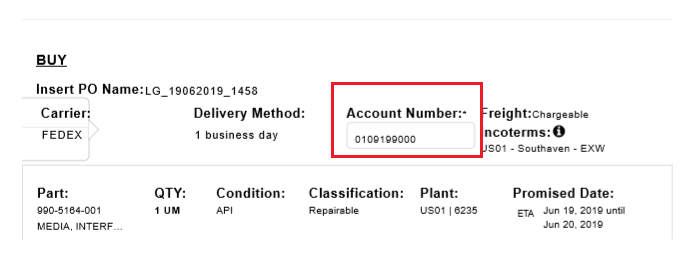 BUY
Insert PO Name: LG_19062019_1458
Carrier: Delivery Method: Account Number:* Freight: Chargeable
FEDEX 1 business day 0109199000 ncoterms:
US01 - Southaven - EXW
Part: QTY: Condition: Classification: Plant: Promised Date:
990-5164-001 1 UM API Repairable US01 | 6235 ETA Jun 19, 2019 until
MEDIA, INTERF... Jun 20, 2019